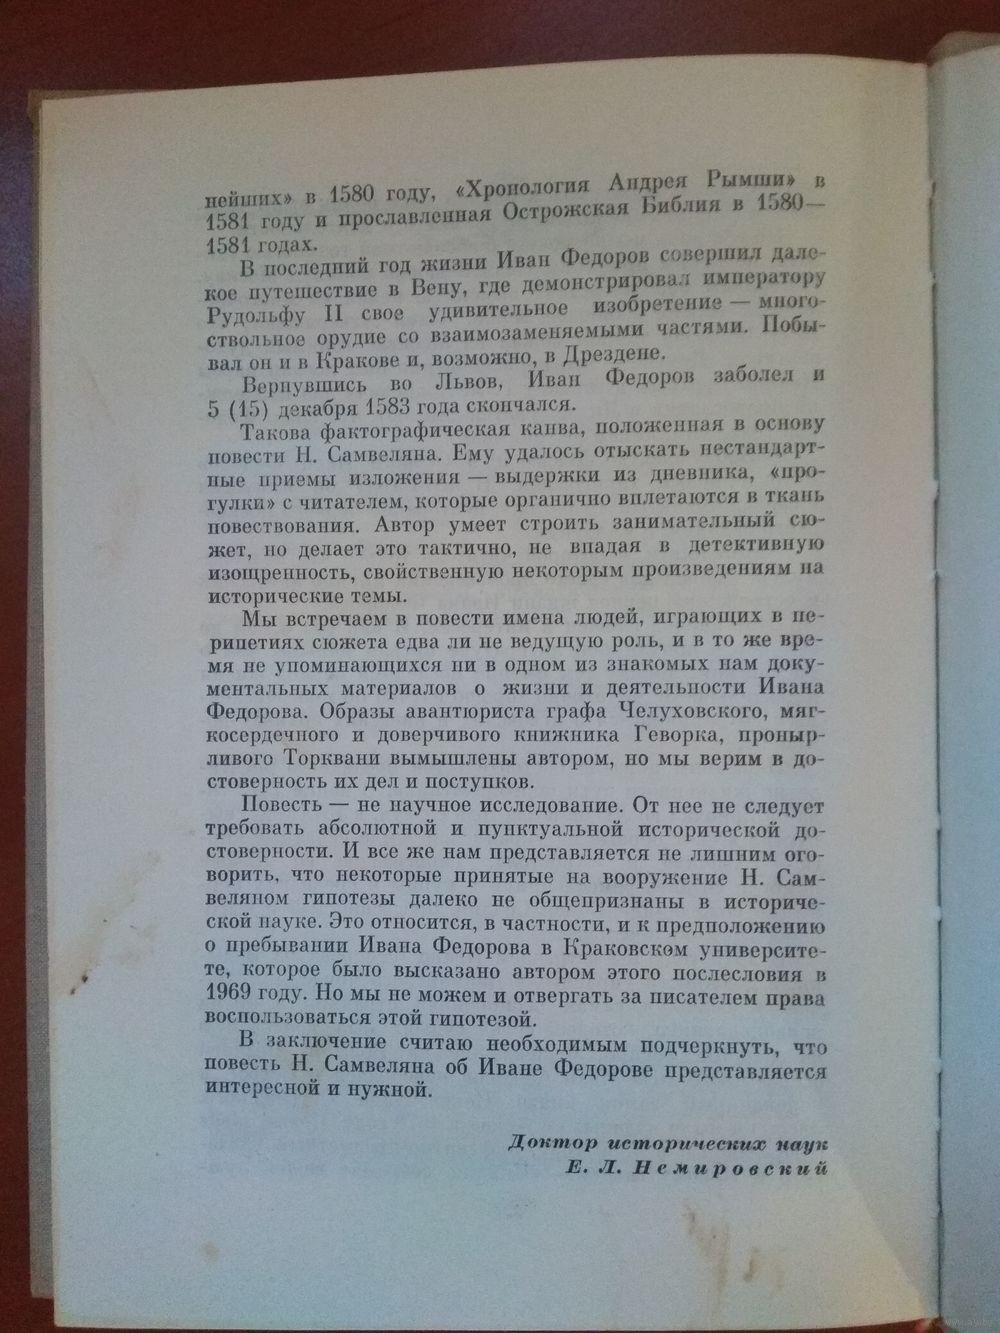 нейших» в 1580 году, «Хронология Андрея Рымши» в
1581 году и прославленная Острожская Библия в 1580—
1581 годах.
В последний год жизни Иван Федоров совершил дале-
кое путешествие в Вену, где демонстрировал императору
Рудольфу II свое удивительное изобретение — много-
ствольное орудие со взаимозаменяемыми частями. Побы-
вал он и в Кракове и, возможно, в Дрездене.
Вернувшись во Львов, Иван Федоров заболел и
5 (15) декабря 1583 года скончался.
Такова фактографическая канва, положенная в основу
повести Н. Самвеляна. Ему удалось отыскать нестандарт-
ные приемы изложения — выдержки из дневника, «про-
гулки» с читателем, которые органично вплетаются в ткань
повествования. Автор умеет строить занимательный сю-
жет, но делает это тактично, не впадая в детективную
изощренность, свойственную некоторым произведениям на
исторические темы.
Мы встречаем в повести имена людей, играющих в пе-
рипетиях сюжета едва ли не ведущую роль, и в то же вре-
мя не упоминающихся ни в одном из знакомых нам доку-
ментальных материалов о жизни и деятельности Ивана
Федорова. Образы авантюриста графа Челуховского, мяг-
косердечного и доверчивого книжника Геворка, проныр-
ливого Торквани вымышлены автором, но мы верим в до-
стоверность их дел и поступков.
Повесть — не научное исследование. От нее не следует
требовать абсолютной и пунктуальной исторической до-
стоверности. И все же нам представляется не лишним ого-
ворить, что некоторые принятые на вооружение Н. Сам-
веляном гипотезы далеко не общепризнаны в историче-
ской науке. Это относится, в частности, и к предположению
о пребывании Ивана Федорова в Краковском университе-
те, которое было высказано автором этого послесловия в
1969 году. Но мы не можем и отвергать за писателем права
воспользоваться этой гипотезой.
В заключение считаю необходимым подчеркнуть, что
повесть Н. Самвеляна об Иване Федорове представляется
интересной и нужной.
Доктор исторических наук
Е. Л. Немировский